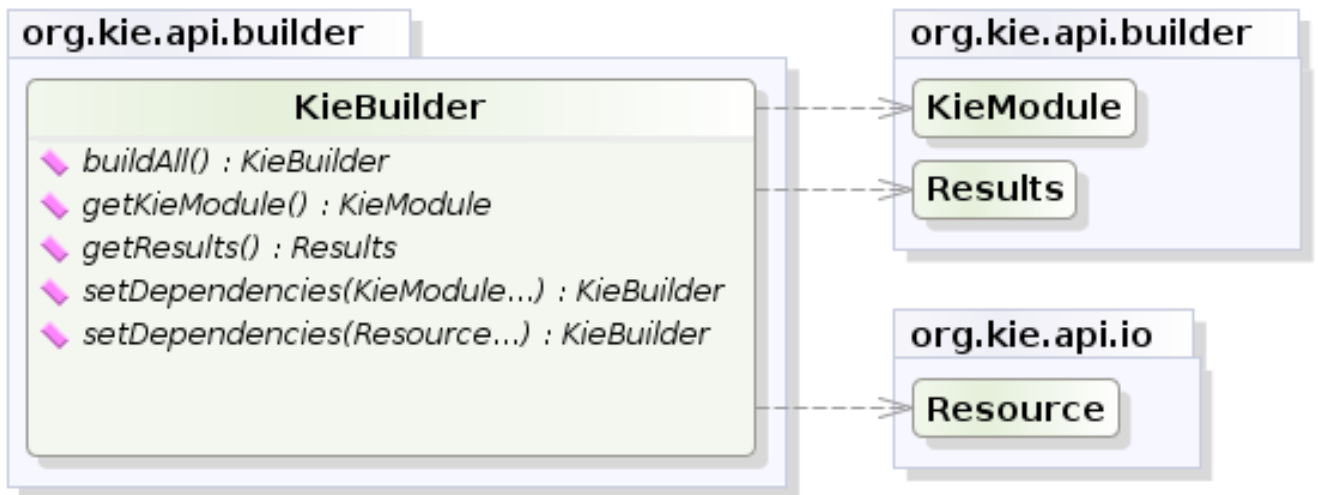 org.kie.api.builder
KieBuilder
buildAll() : KieBuilder
getKieModule() : KieModule
getResults() : Results
setDependencies(KieModule...) : KieBuilder
setDependencies(Resource...) : KieBuilder
org.kie.api.builder
KieModule
Results
org.kie.api.io
Resource